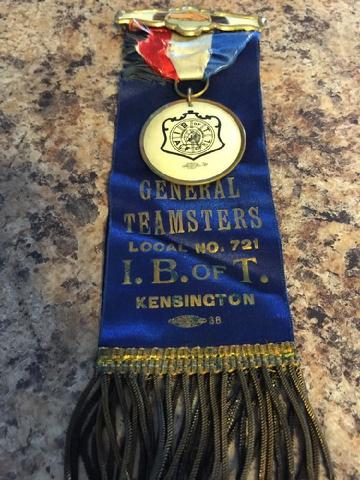 GENERAL
TEAMSTERS
LOCAL NO. 721
I. B. OF T.
KENSINGTON
38